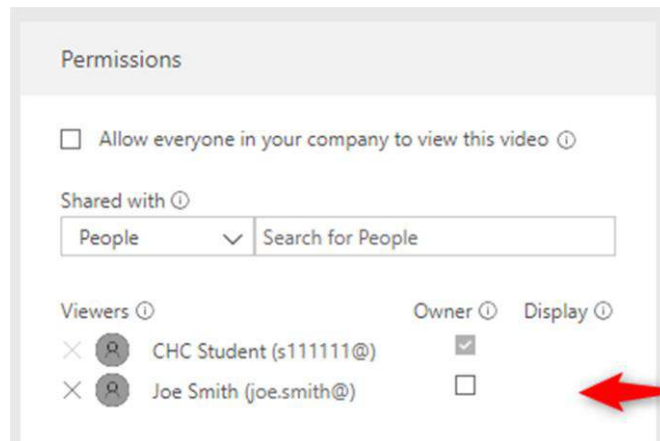 Permissions
Allow everyone in your company to view this video
Shared with
People Search for People
Viewers Owner Display
CHC Student (s111111@)
Joe Smith (joe.smith@)